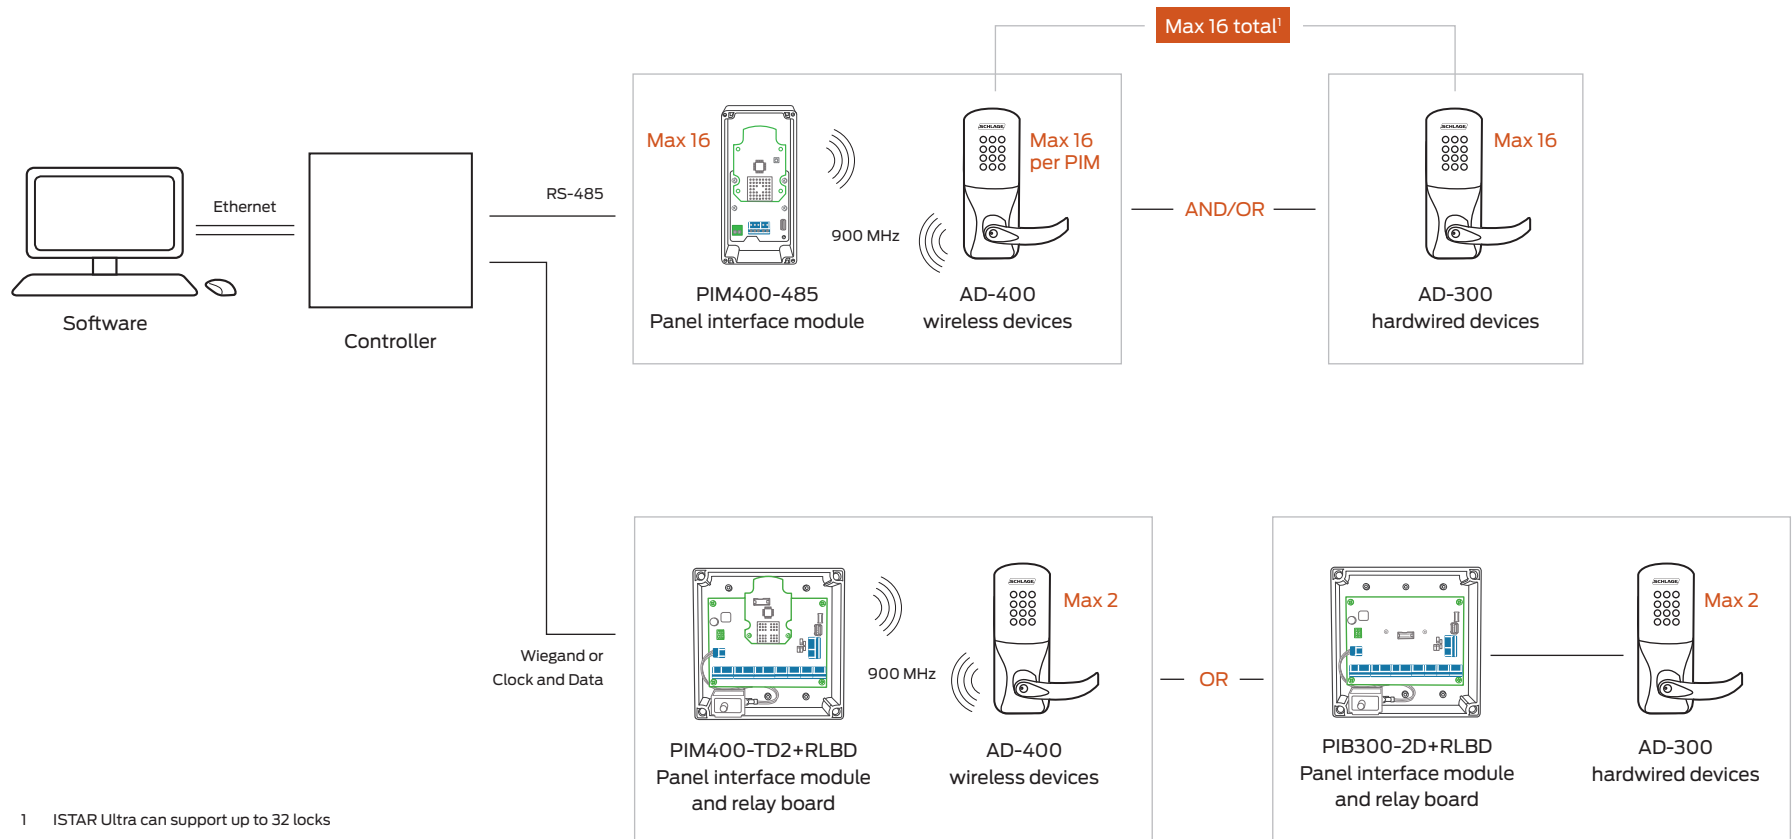 Max 16 total¹
Max 16
SCHLAGE
Max 16
per PIM
SCHLAGE
Max 16
Ethernet
RS-485
900 MHz
AND/OR
Software
Controller
PIM400-485
Panel interface module
AD-400
wireless devices
AD-300
hardwired devices
Wiegand or
Clock and Data
900 MHz
SCHLAGE
Max 2
OR
SCHLAGE
Max 2
PIM400-TD2+RLBD
Panel interface module
and relay board
AD-400
wireless devices
PIB300-2D+RLBD
Panel interface module
and relay board
AD-300
hardwired devices
1 ISTAR Ultra can support up to 32 locks